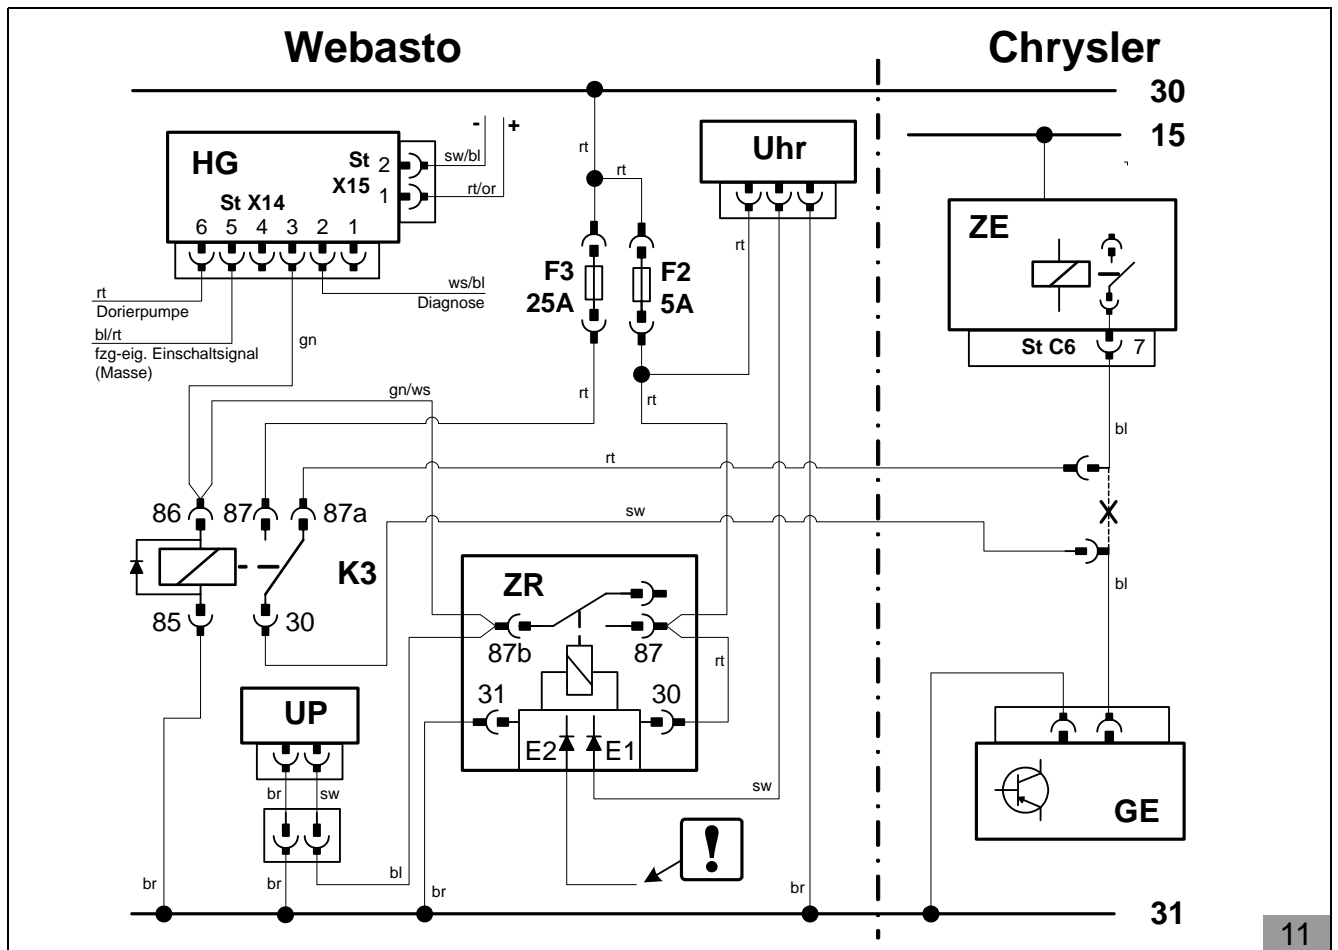 Webasto
Chrysler
30
15
HG
St
X15
2
1
- +
sw/bl
rt/or
St X14
6 5 4 3 2 1
rt
rt
Uhr
rt
ZE
F3
25A
F2
5A
rt
Dorierpumpe
bl/rt
fzg-eig. Einschaltsignal
(Masse)
ws/bl
Diagnose
gn
St C6
7
gn/ws
rt
rt
bl
rt
86
87
87a
sw
K3
85
30
ZR
87b
87
bl
rt
31
30
UP
E2
E1
br
sw
sw
GE
!
bl
br
br
br
br
31
11